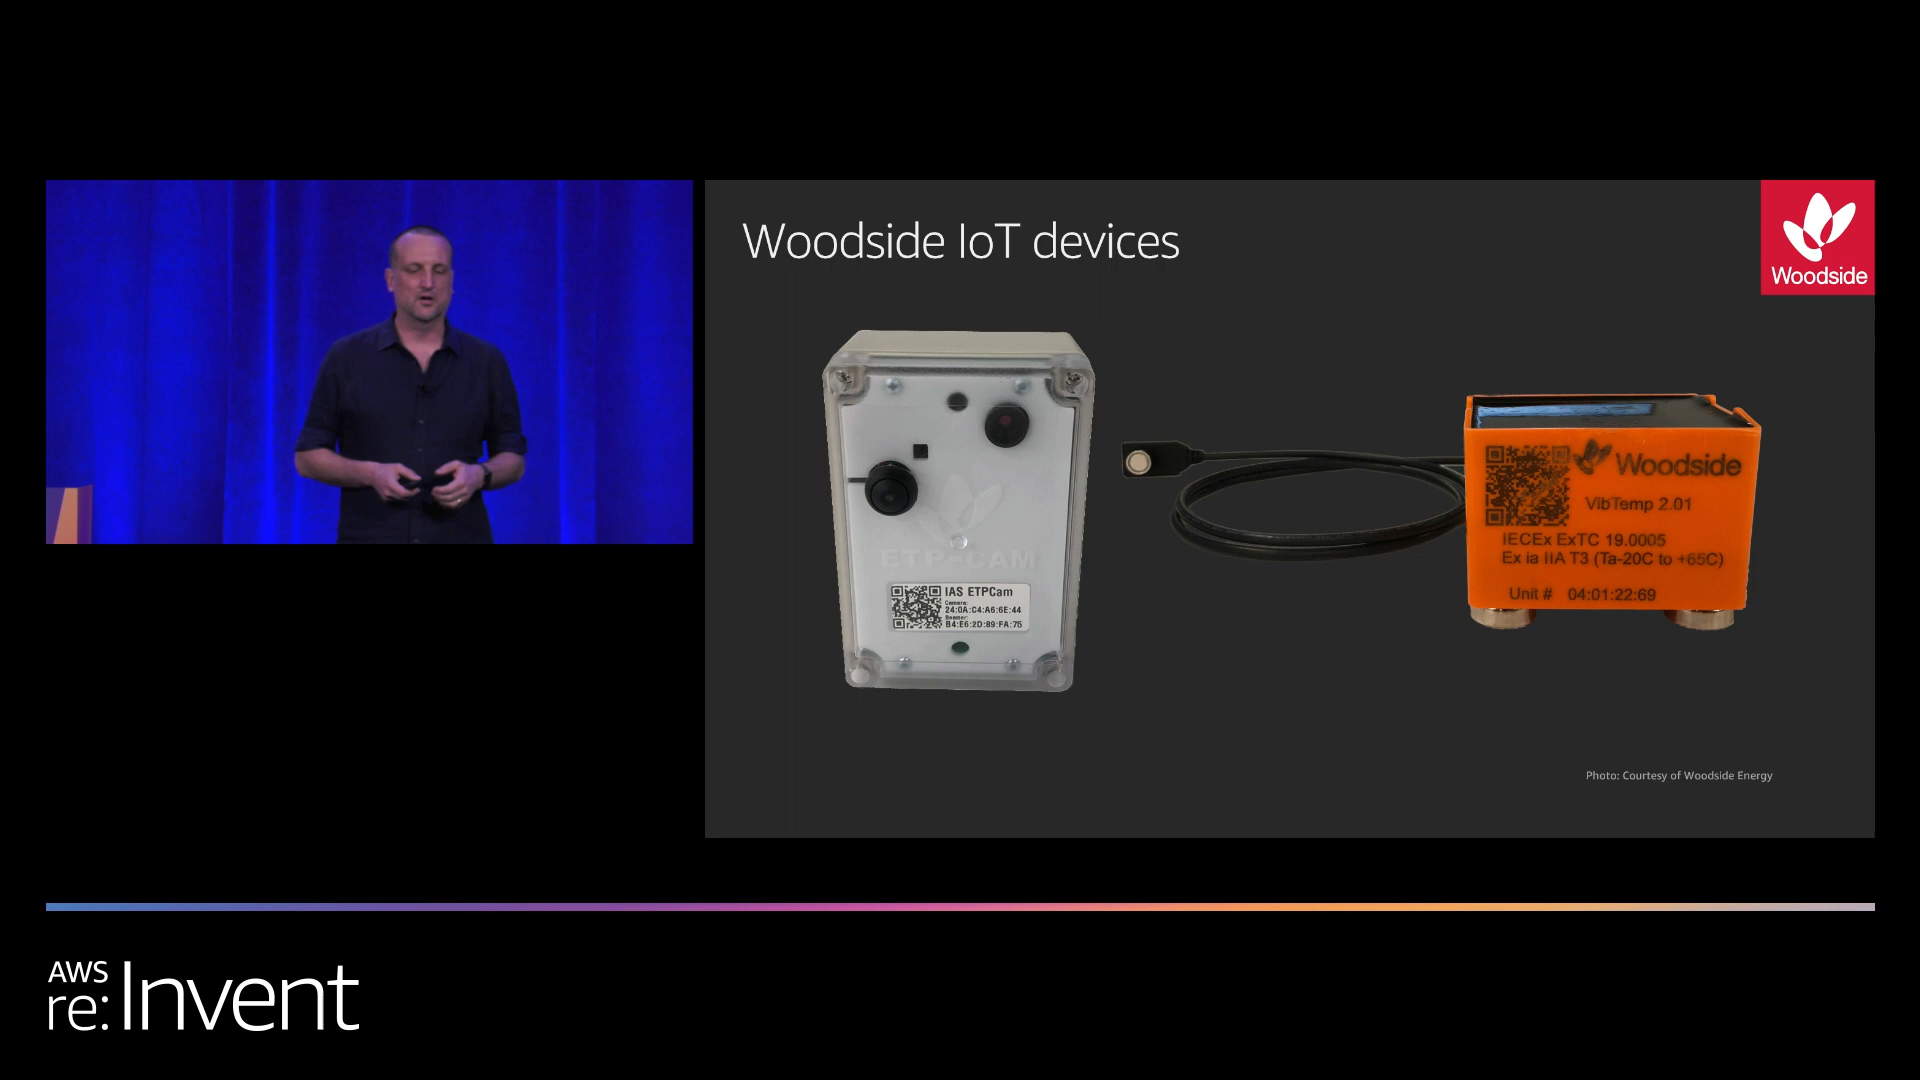 Woodside IoT devices
Woodside
ETP-CAM
IAS ETPCam
Camera:
24:0A:C4:A6:6E:44
Beamer:
B4:E6:2D:89:FA:75
Woodside
VibTemp 2.01
IECEx ExTC 19.0005
Ex ia IIA T3 (Ta-20C to +65C)
Unit # 04:01:22:69
Photo: Courtesy of Woodside Energy
AWS
re:Invent